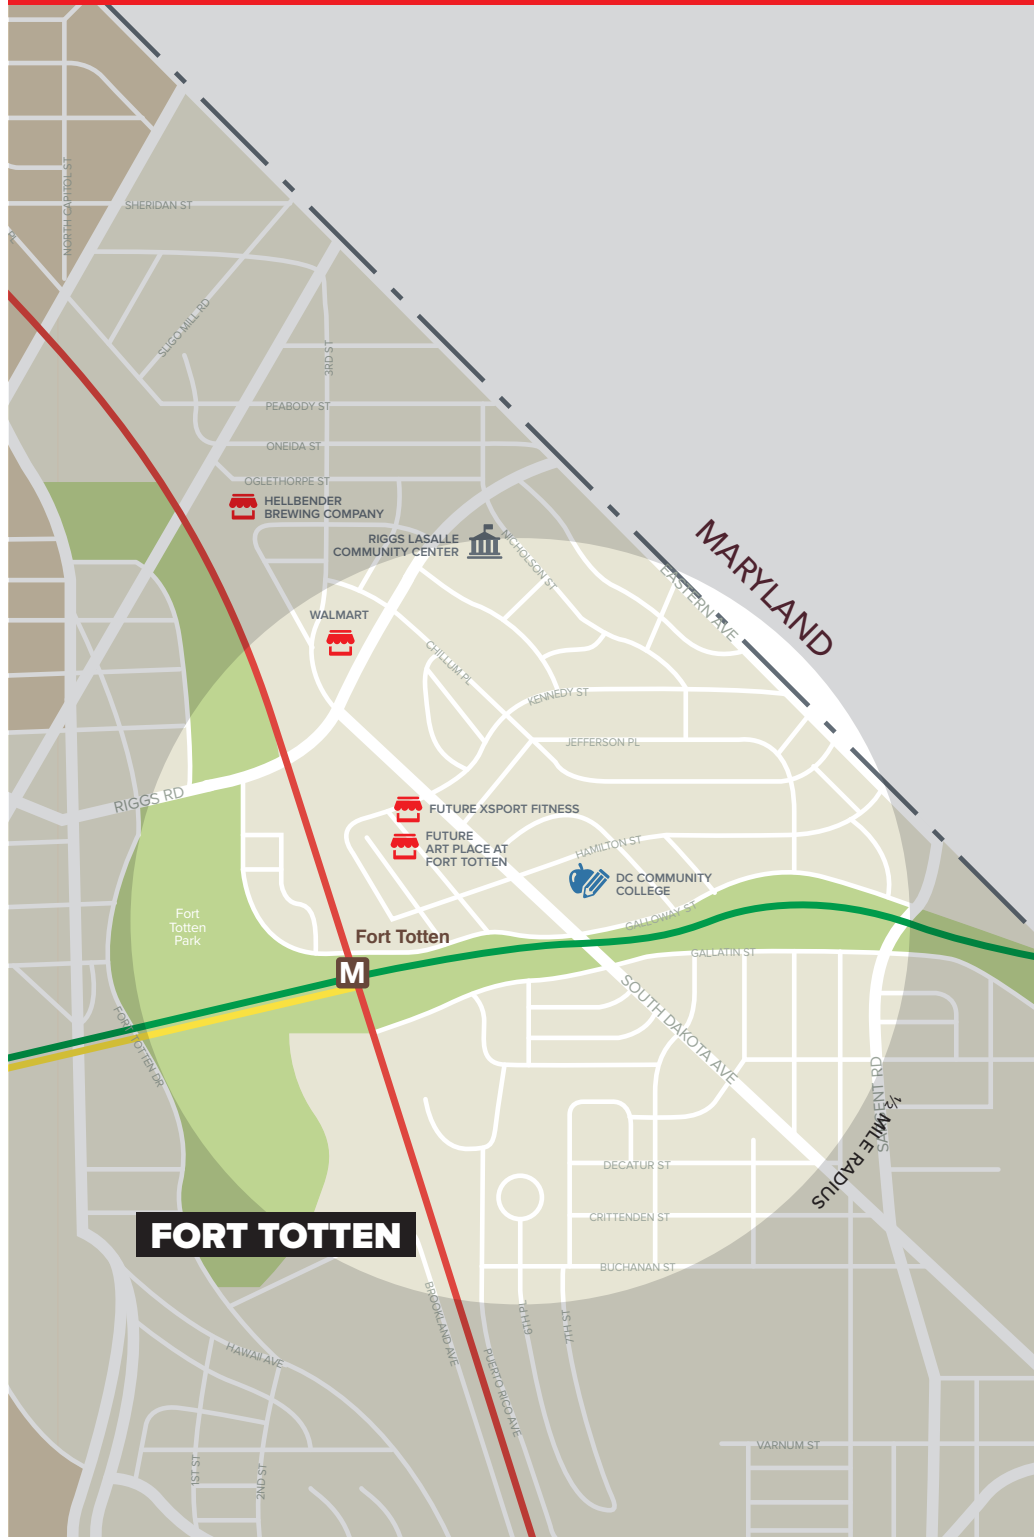 NORTH CAPITOL ST
SHERIDAN ST
SLIGO MILL RD
3RD ST
PEABODY ST
ONEIDA ST
OGLETHORPE ST
HELLBENDER
BREWING COMPANY
RIGGS LASALLE
COMMUNITY CENTER
NICHOLSON ST
MARYLAND
EASTERN AVE
WALMART
CHILLUM PL
KENNEDY ST
JEFFERSON PL
RIGGS RD
FUTURE XSPORT FITNESS
FUTURE
ART PLACE AT
FORT TOTTEN
HAMILTON ST
DC COMMUNITY
COLLEGE
Fort
Totten
Park
GALLOWAY ST
Fort Totten
M
GALLATIN ST
SOUTH DAKOTA AVE
FORT TOTTEN DR
SARGENT RD
½ MILE RADIUS
DECATUR ST
CRITTENDEN ST
FORT TOTTEN
BUCHANAN ST
BROOKLAND AVE
6TH PL
7TH ST
HAWAII AVE
PUERTO RICO AVE
VARNUM ST
1ST ST
2ND ST